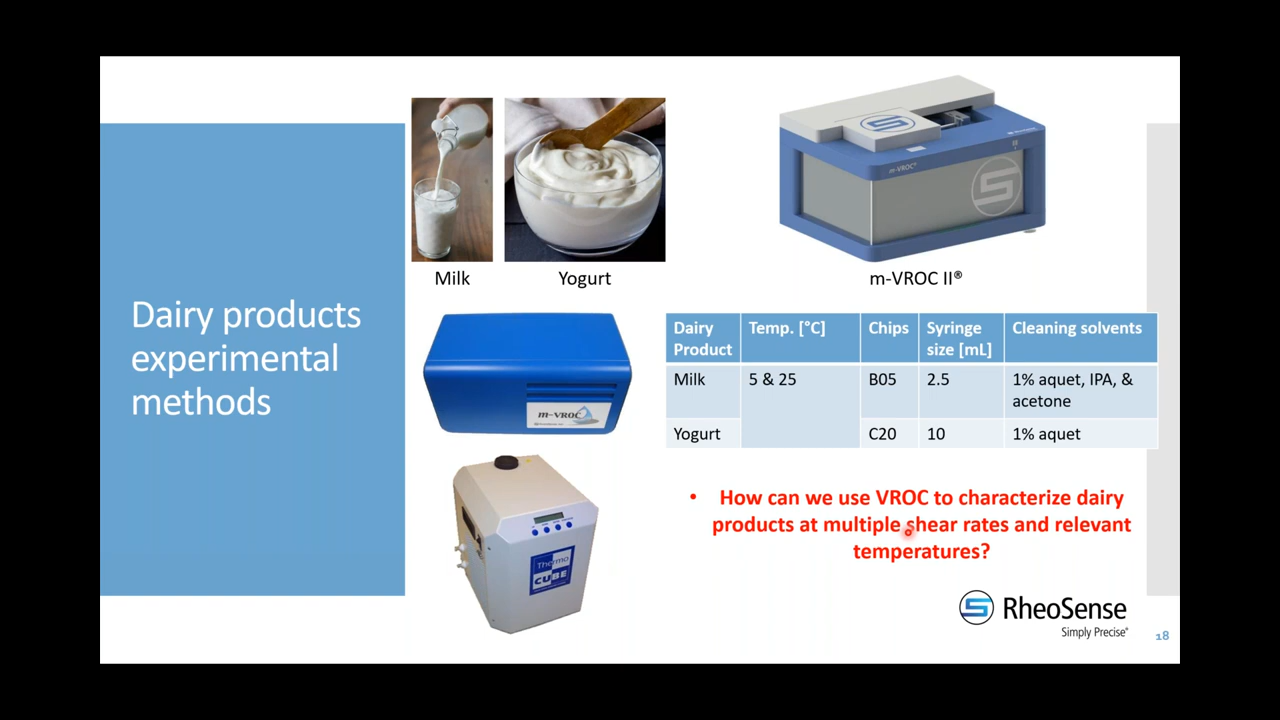 Dairy products
experimental
methods
Milk
Yogurt
m-VROC II®
m-VROC®
m-VROC
Thermo
CUBE
Dairy Product
Temp. [°C]
Chips
Syringe size [mL]
Cleaning solvents
Milk
5 & 25
B05
2.5
1% aquet, IPA, & acetone
Yogurt
C20
10
1% aquet
• How can we use VROC to characterize dairy
products at multiple shear rates and relevant
temperatures?
RheoSense
Simply Precise®
18